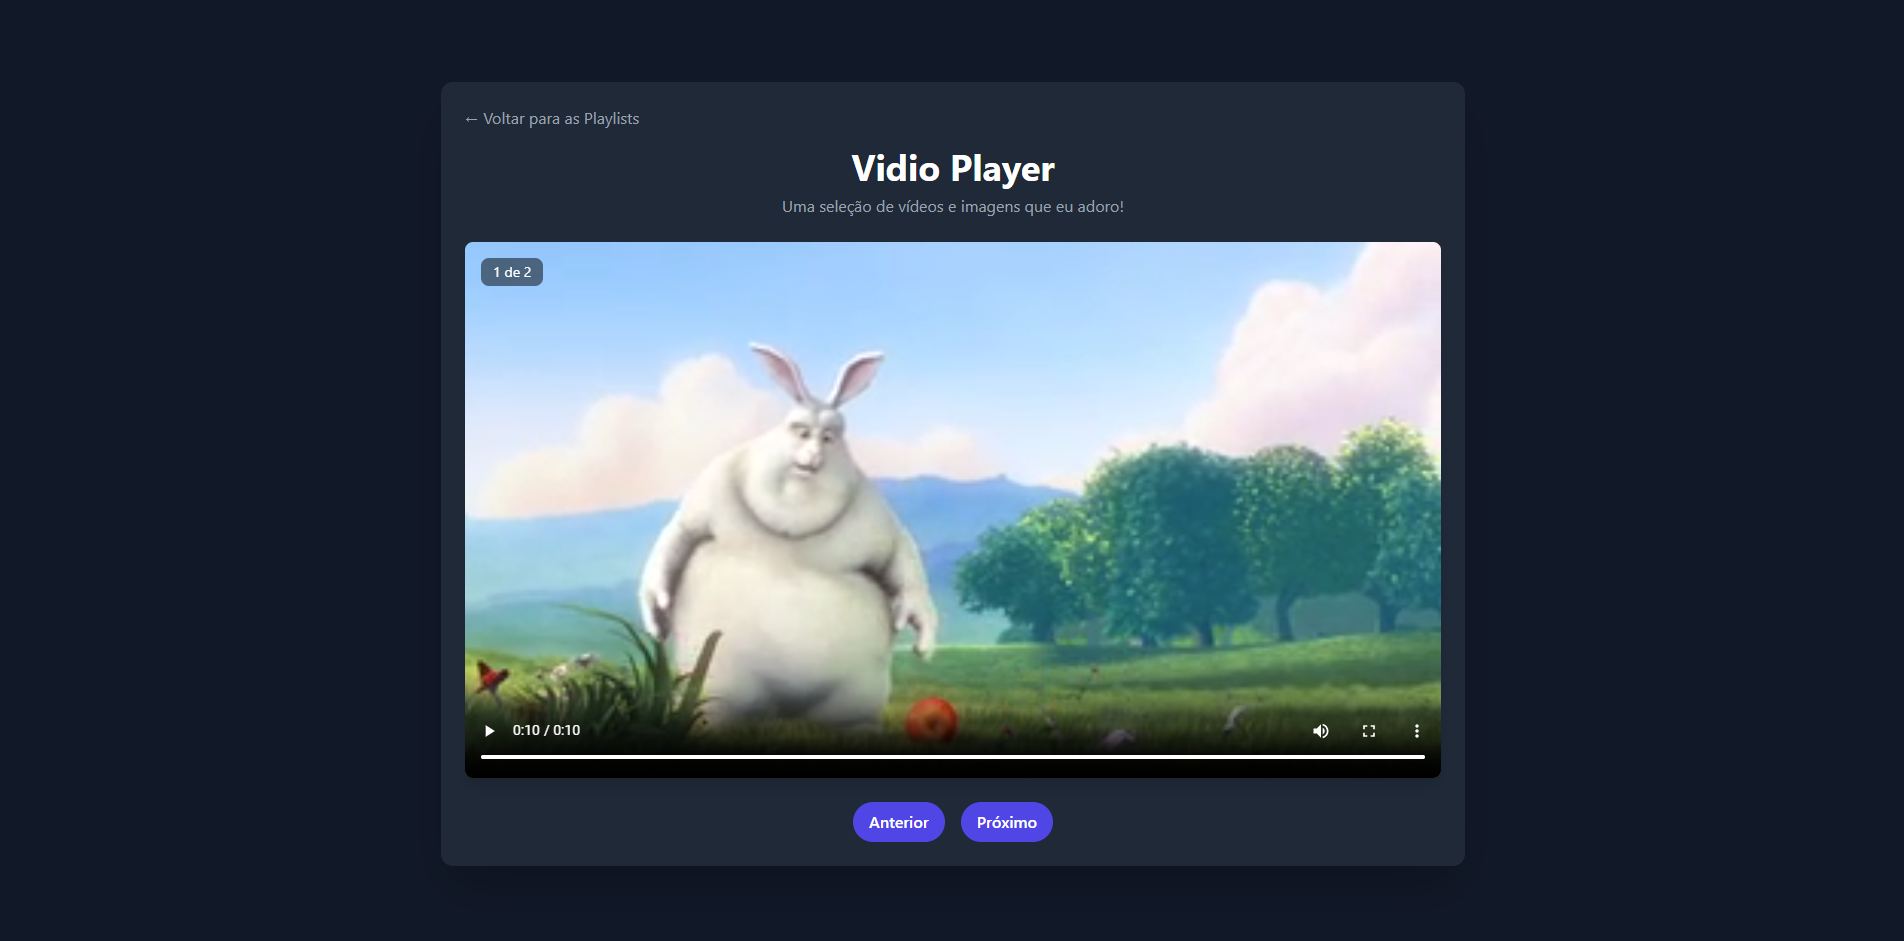 ← Voltar para as Playlists
Vidio Player
Uma seleção de vídeos e imagens que eu adoro!
1 de 2
0:10 / 0:10
Anterior
Próximo